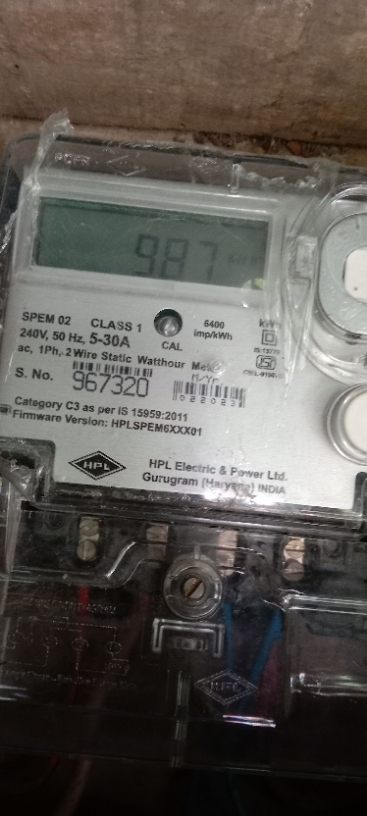 987
SPEM 02 CLASS 1 6400 kWh
240V, 50 Hz, 5-30A imp/kWh
CAL
ac, 1Ph, 2 Wire Static Watthour Meter
M/Yr.
S. No. 967320
Category C3 as per IS 15959:2011
Firmware Version: HPLSPEM6XXX01
HPL
HPL Electric & Power Ltd.
Gurugram (Haryana) INDIA
HPL